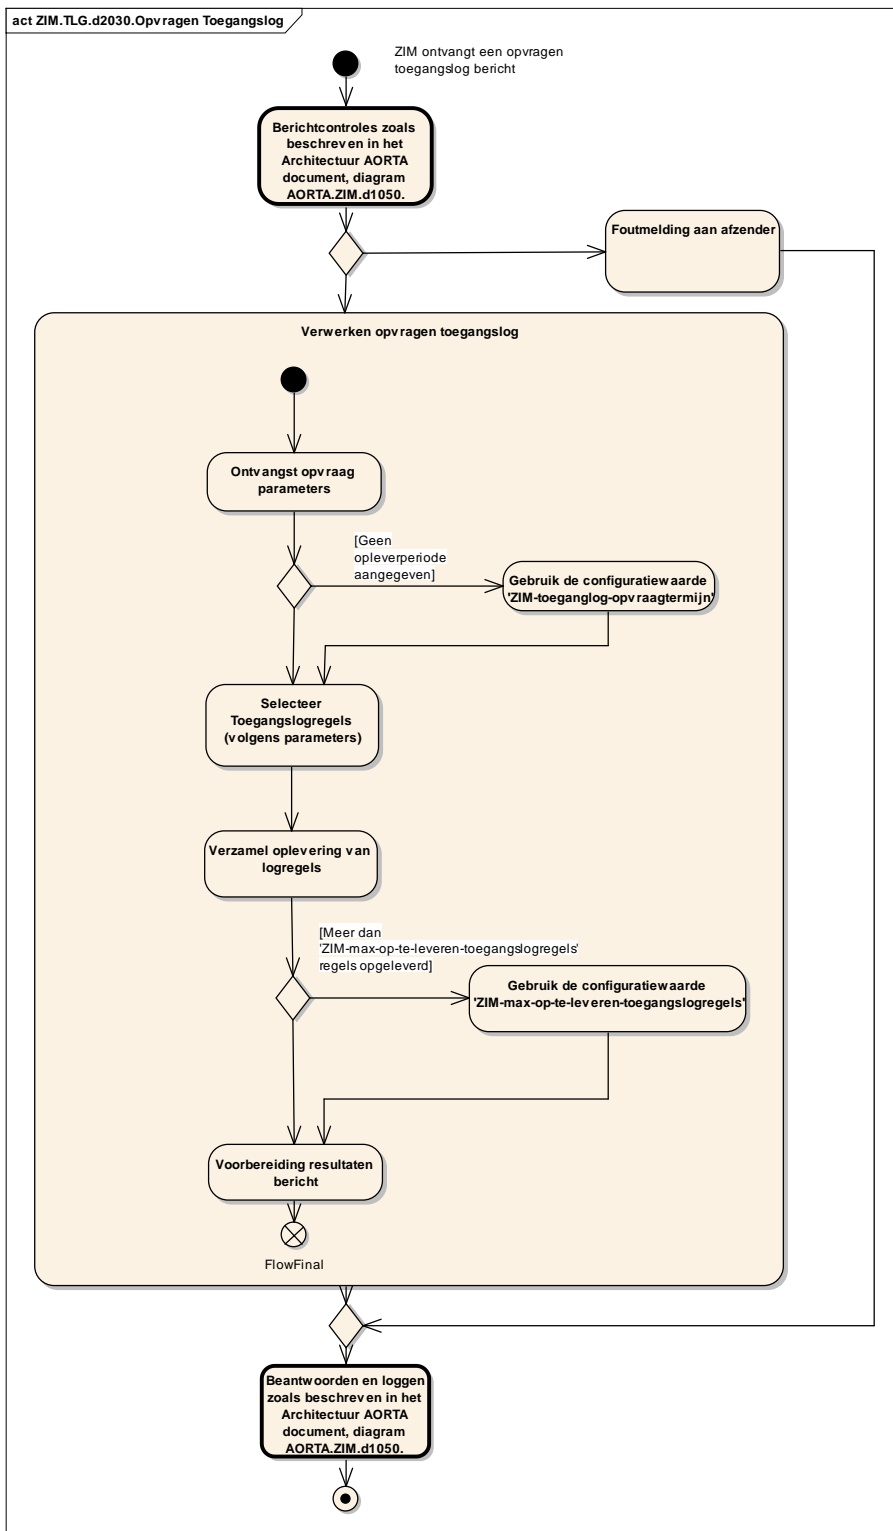 act ZIM.TLG.d2030.Opvragen Toegangslog
ZIM ontvangt een opvragen
toegangslog bericht
Berichtcontroles zoals
beschreven in het
Architectuur AORTA
document, diagram
AORTA.ZIM.d1050.
Foutmelding aan afzender
Verwerken opvragen toegangslog
Ontvangst opvraag
parameters
[Geen
opleverperiode
aangegeven]
Gebruik de configuratiewaarde
'ZIM-toeganglog-opvraagtermijn'
Selecteer
Toegangslogregels
(volgens parameters)
Verzamel oplevering van
logregels
[Meer dan
'ZIM-max-op-te-leveren-toegangslogregels'
regels opgeleverd]
Gebruik de configuratiewaarde
'ZIM-max-op-te-leveren-toegangslogregels'
Voorbereiding resultaten
bericht
FlowFinal
Beantwoorden en loggen
zoals beschreven in het
Architectuur AORTA
document, diagram
AORTA.ZIM.d1050.